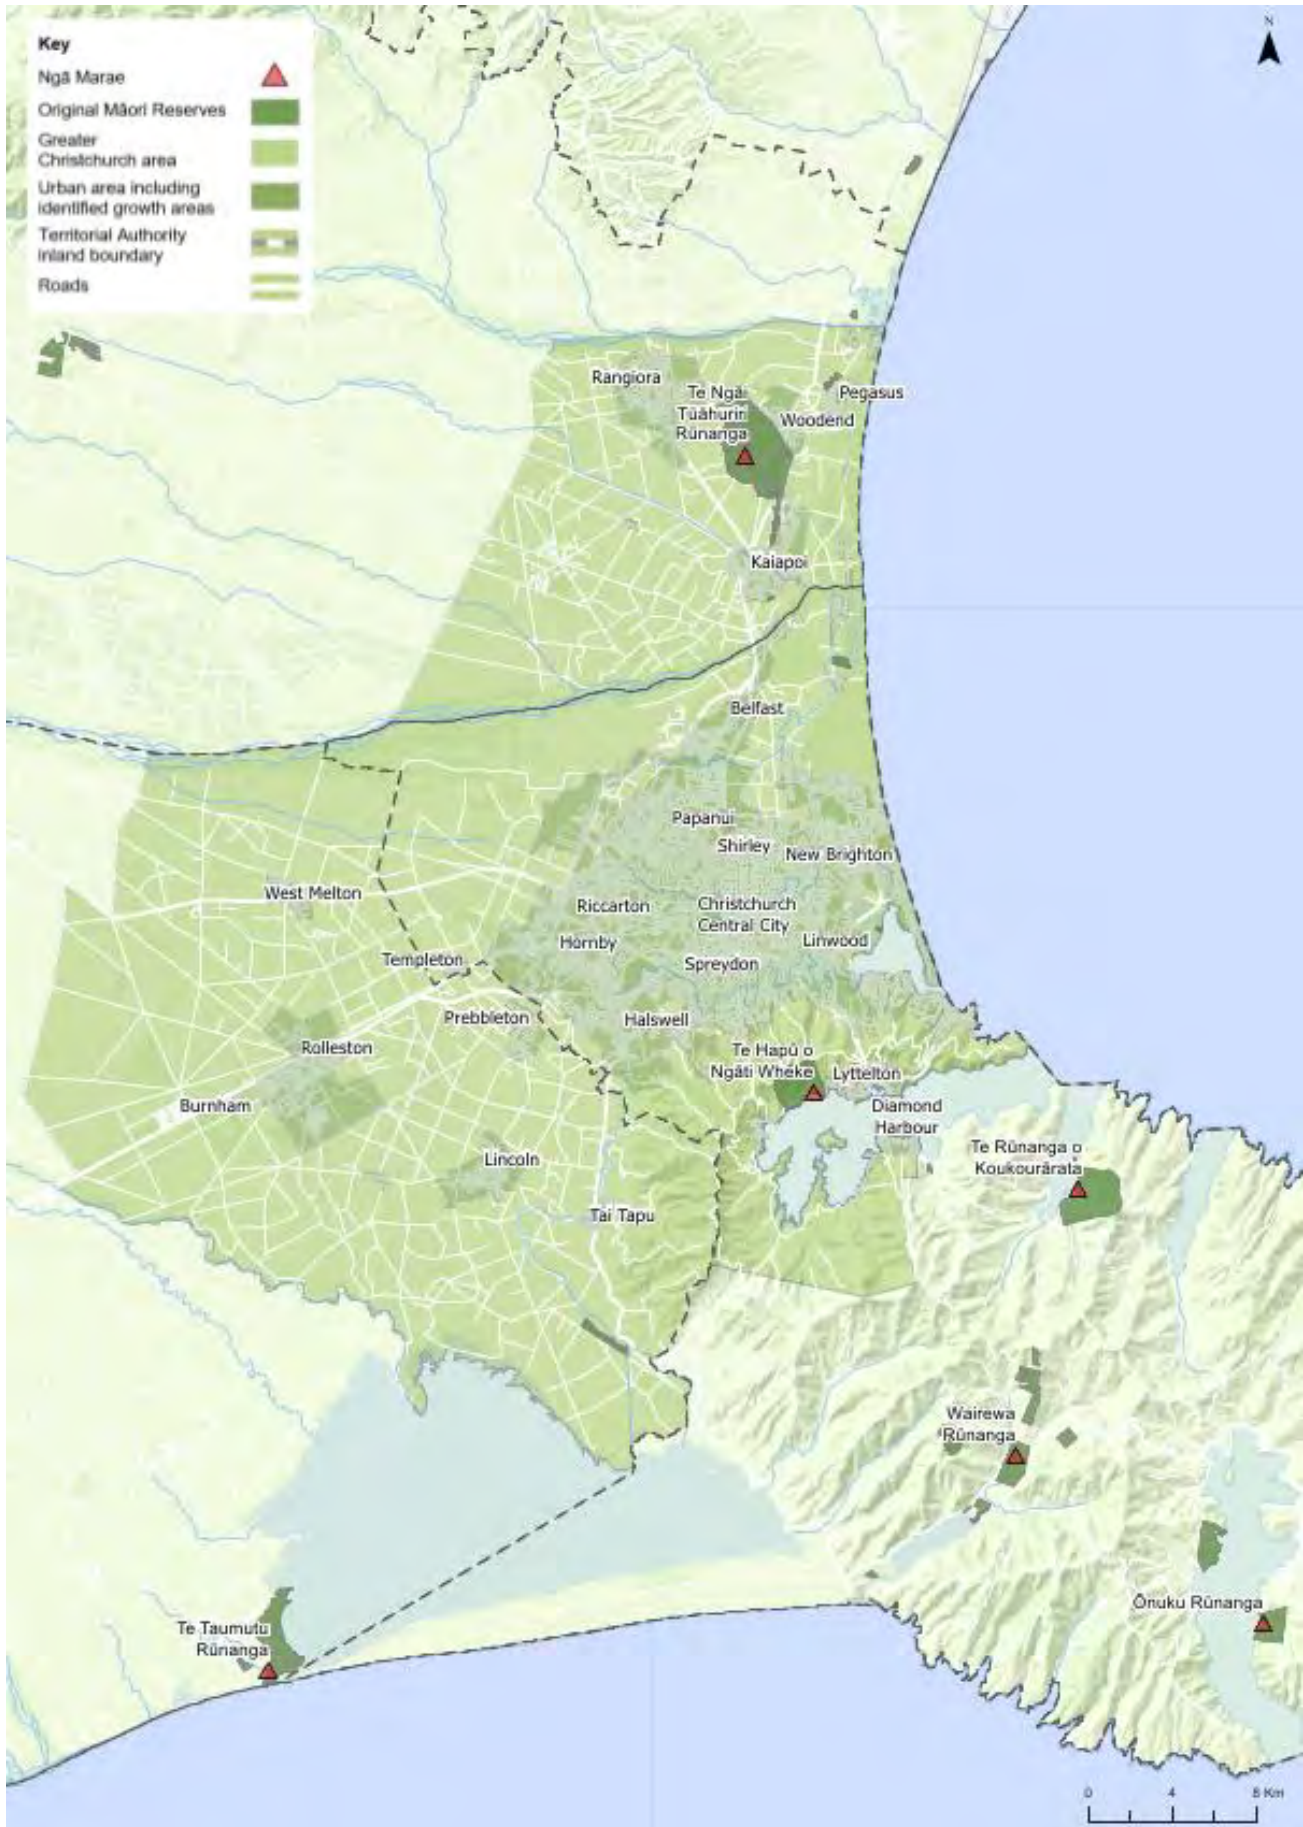 Key
Ngā Marae
Original Māori Reserves
Greater
Christchurch area
Urban area including
identified growth areas
Territorial Authority
inland boundary
Roads
N
Rangiora
Te Ngāi
Tūāhuriri
Rūnanga
Pegasus
Woodend
Kaiapoi
Belfast
Papanui
Shirley
New Brighton
West Melton
Riccarton
Christchurch
Central City
Hornby
Linwood
Templeton
Spreydon
Prebbleton
Halswell
Rolleston
Te Hapū o
Ngāti Wheke
Lyttelton
Burnham
Diamond
Harbour
Te Rūnanga o
Koukourārata
Lincoln
Tai Tapu
Wairewa
Rūnanga
Ōnuku Rūnanga
Te Taumutu
Rūnanga
0 4 8 Km